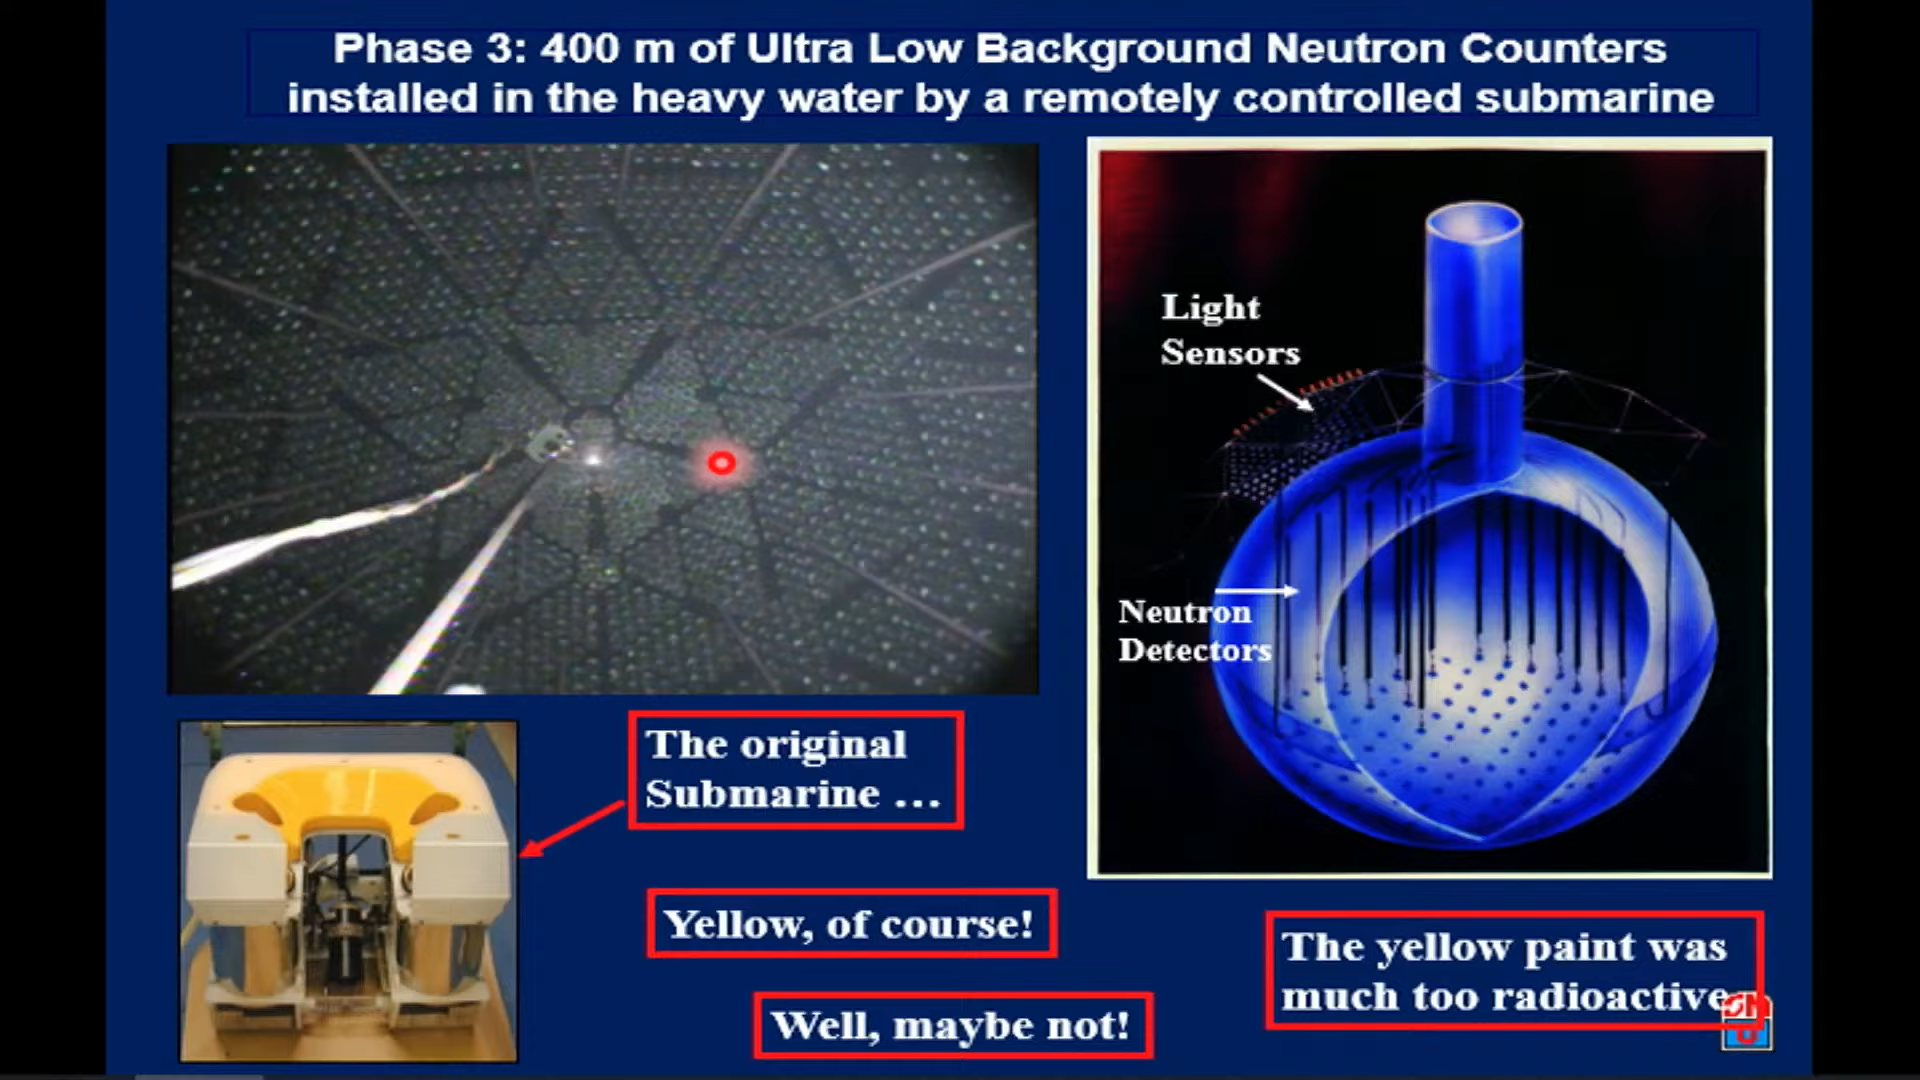 Phase 3: 400 m of Ultra Low Background Neutron Counters
installed in the heavy water by a remotely controlled submarine
Light
Sensors
Neutron
Detectors
The original
Submarine ...
Yellow, of course!
Well, maybe not!
The yellow paint was
much too radioactive
SNO